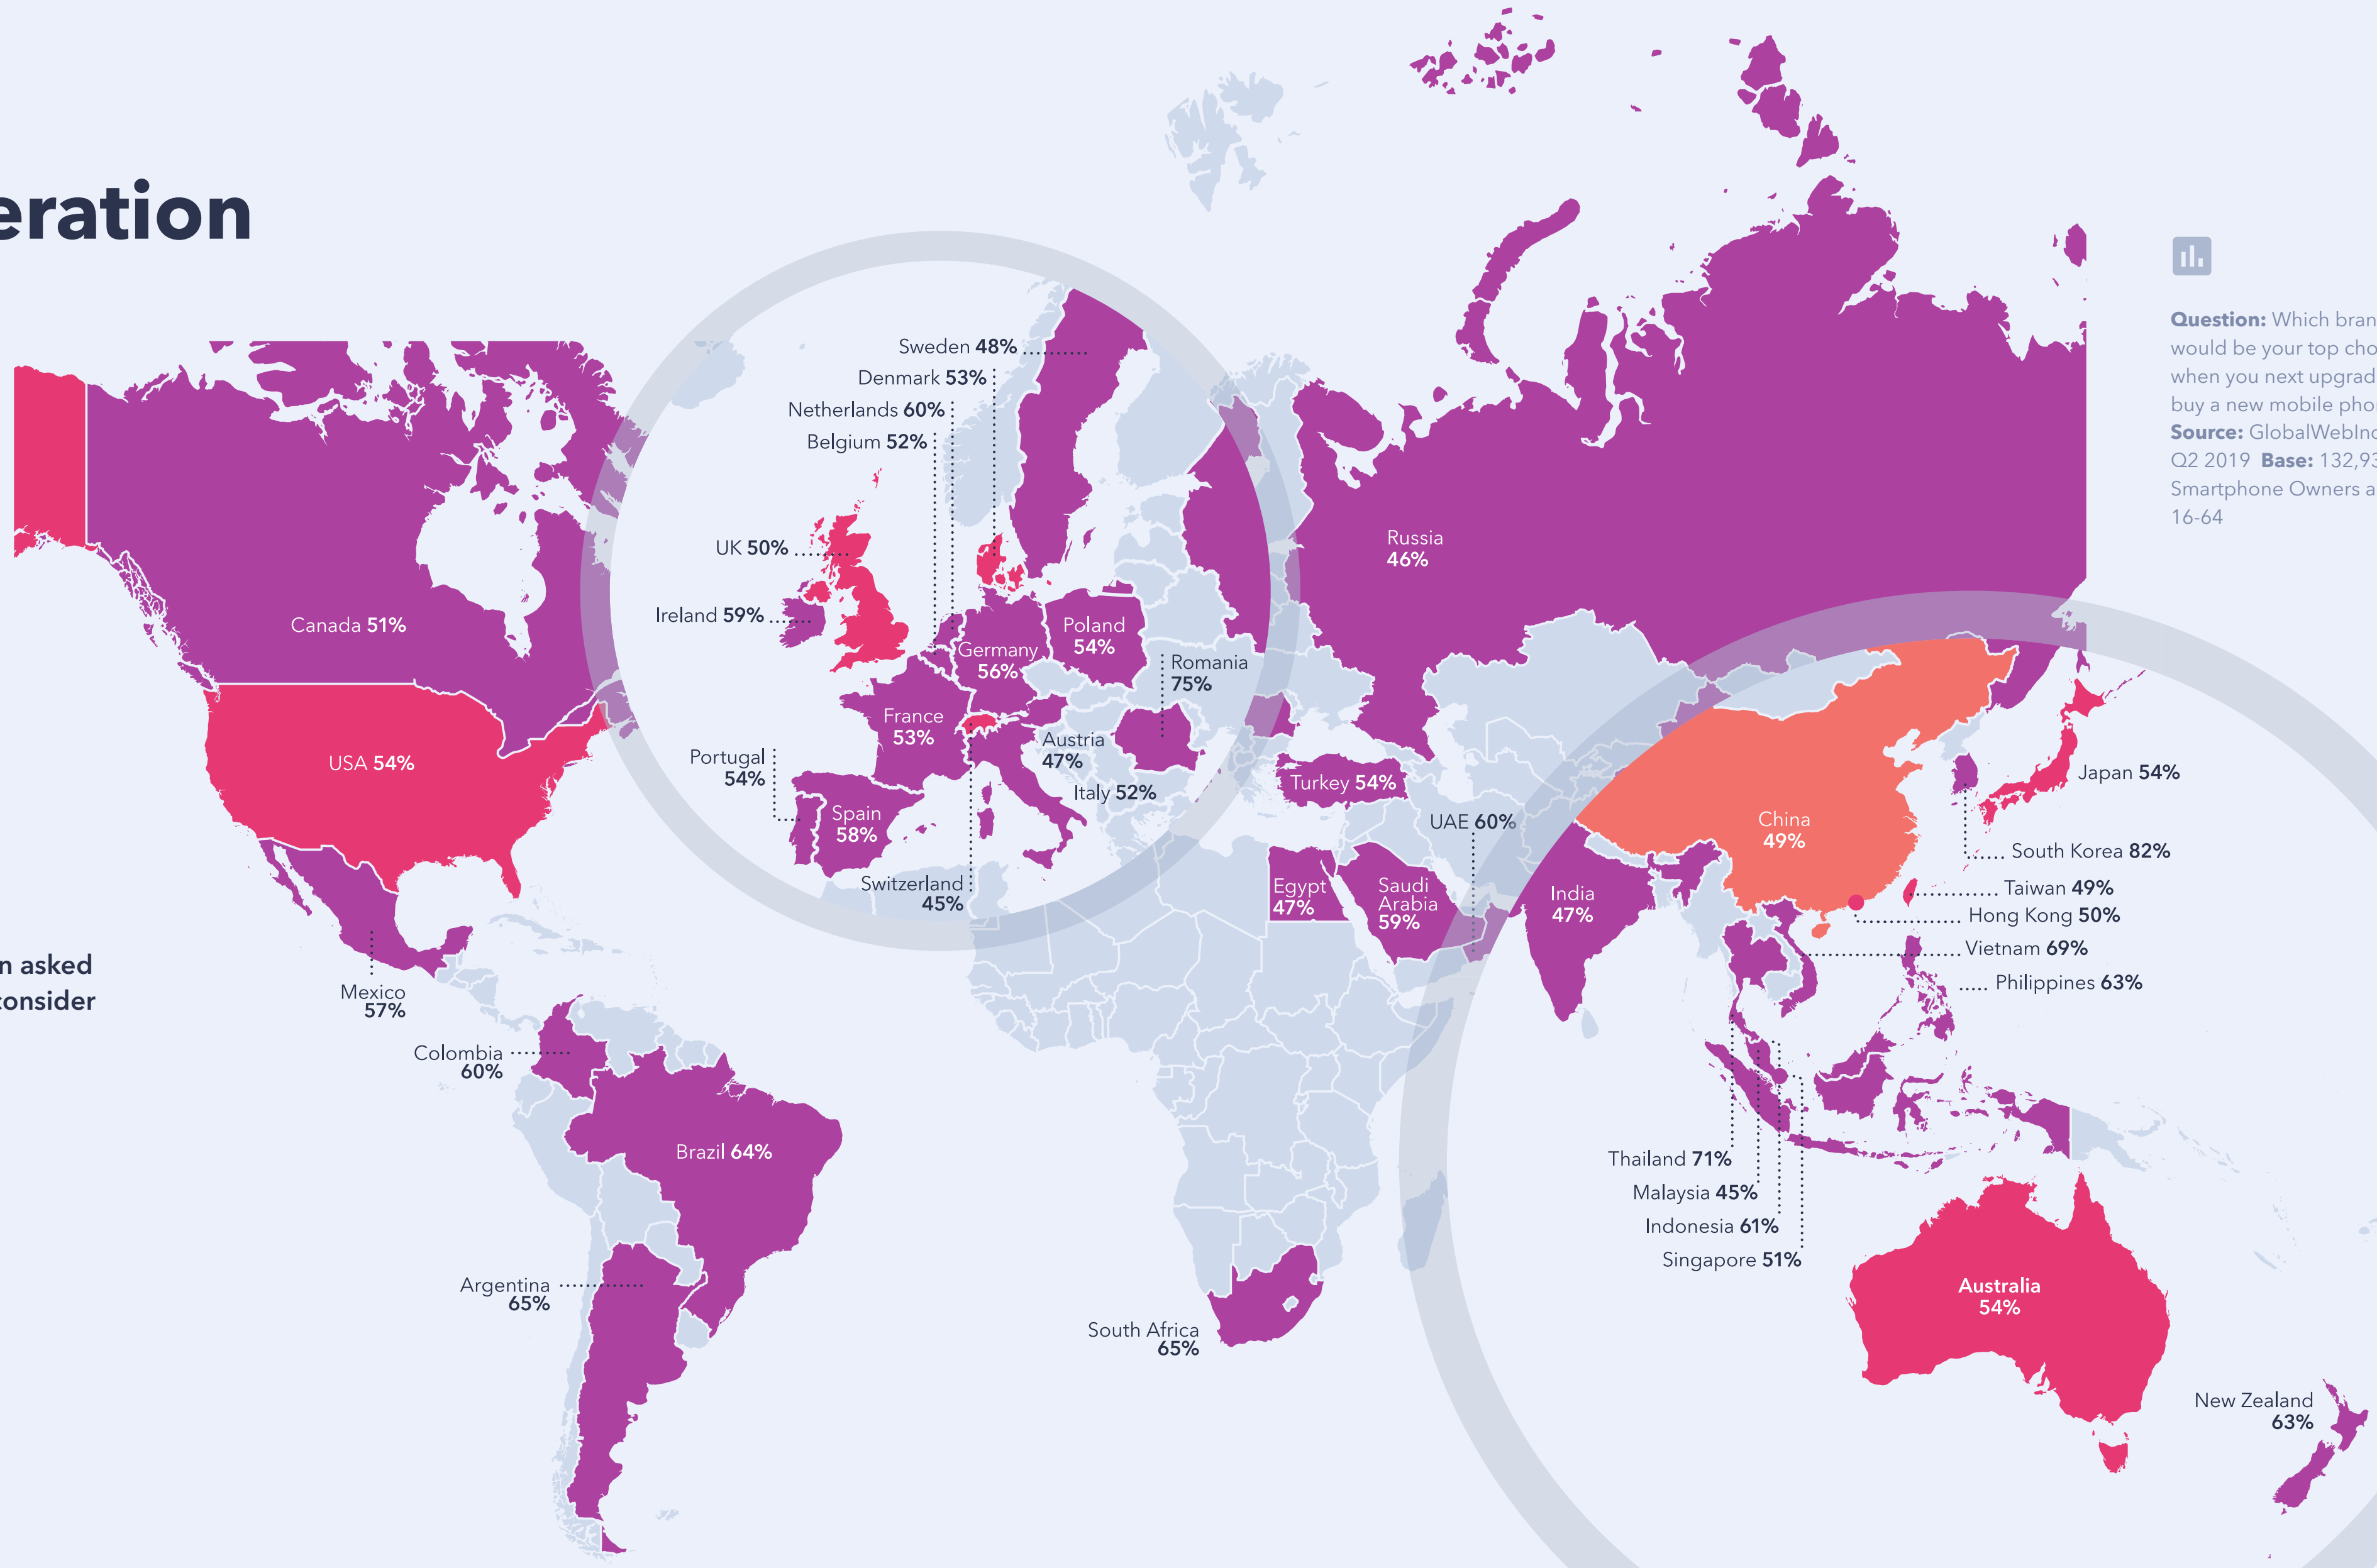 eration
n asked
consider
Question: Which bran
would be your top cho
when you next upgrad
buy a new mobile pho
Source: GlobalWebInd
Q2 2019 Base: 132,93
Smartphone Owners a
16-64
Sweden 48%
Denmark 53%
Netherlands 60%
Belgium 52%
UK 50%
Ireland 59%
Poland
54%
Germany
56%
Romania
75%
France
53%
Austria
47%
Italy 52%
Portugal
54%
Spain
58%
Switzerland
45%
Russia
46%
Canada 51%
USA 54%
Mexico
57%
Colombia
60%
Brazil 64%
Argentina
65%
South Africa
65%
Turkey 54%
UAE 60%
Egypt
47%
Saudi
Arabia
59%
India
47%
China
49%
Japan 54%
South Korea 82%
Taiwan 49%
Hong Kong 50%
Vietnam 69%
Philippines 63%
Thailand 71%
Malaysia 45%
Indonesia 61%
Singapore 51%
Australia
54%
New Zealand
63%